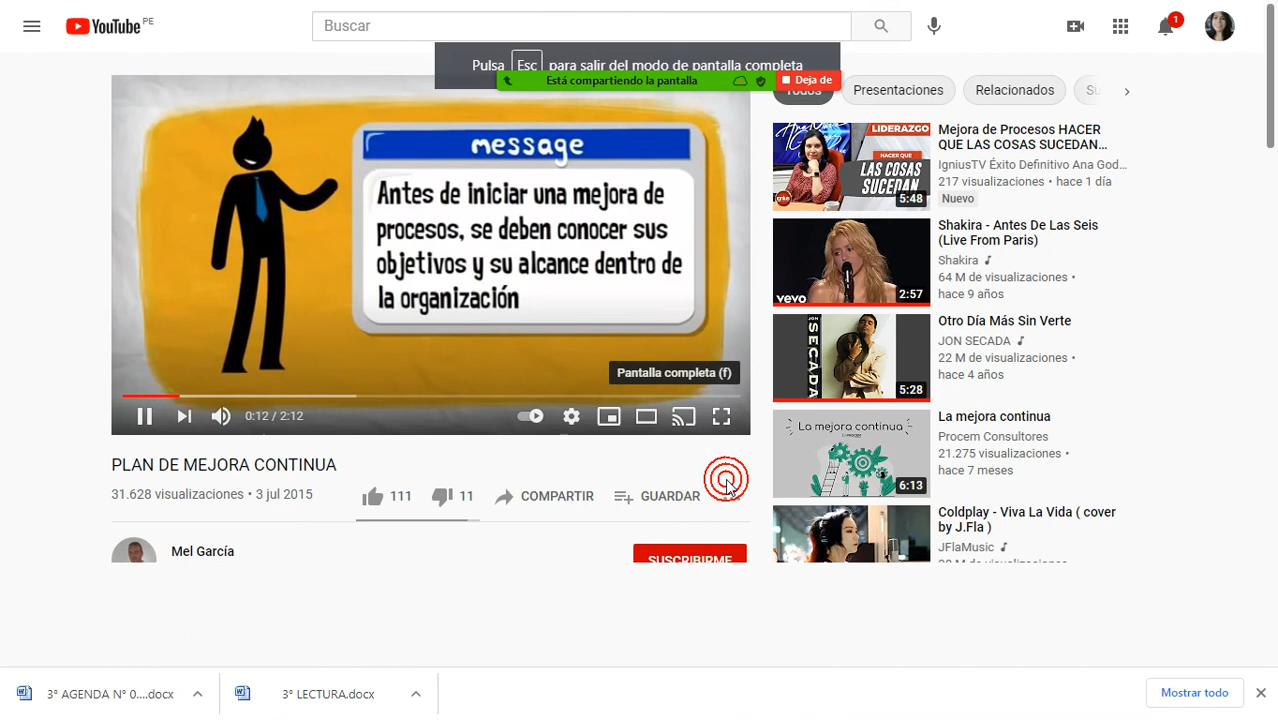 YouTube PE
Buscar
1
Pulsa Esc para salir del modo de pantalla completa
Está compartiendo la pantalla
Deja de
message
Antes de iniciar una mejora de
procesos, se deben conocer sus
objetivos y su alcance dentro de
la organización
Pantalla completa (f)
0:12 / 2:12
PLAN DE MEJORA CONTINUA
31.628 visualizaciones • 3 jul 2015
111
11
COMPARTIR
GUARDAR
Mel García
SUSCRIBIRME
Todos
Presentaciones
Relacionados
Su
LIDERAZGO
HACER QUE
LAS COSAS
SUCEDAN
5:48
Mejora de Procesos HACER
QUE LAS COSAS SUCEDAN...
IgniusTV Éxito Definitivo Ana God...
217 visualizaciones • hace 1 día
Nuevo
vevo
2:57
Shakira - Antes De Las Seis
(Live From Paris)
Shakira
64 M de visualizaciones •
hace 9 años
JON
SECADA
5:28
Otro Día Más Sin Verte
JON SECADA
22 M de visualizaciones •
hace 4 años
La mejora continua
6:13
La mejora continua
Procem Consultores
21.275 visualizaciones •
hace 7 meses
Coldplay - Viva La Vida ( cover
by J.Fla )
JFlaMusic
3° AGENDA N° 0....docx
3° LECTURA.docx
Mostrar todo